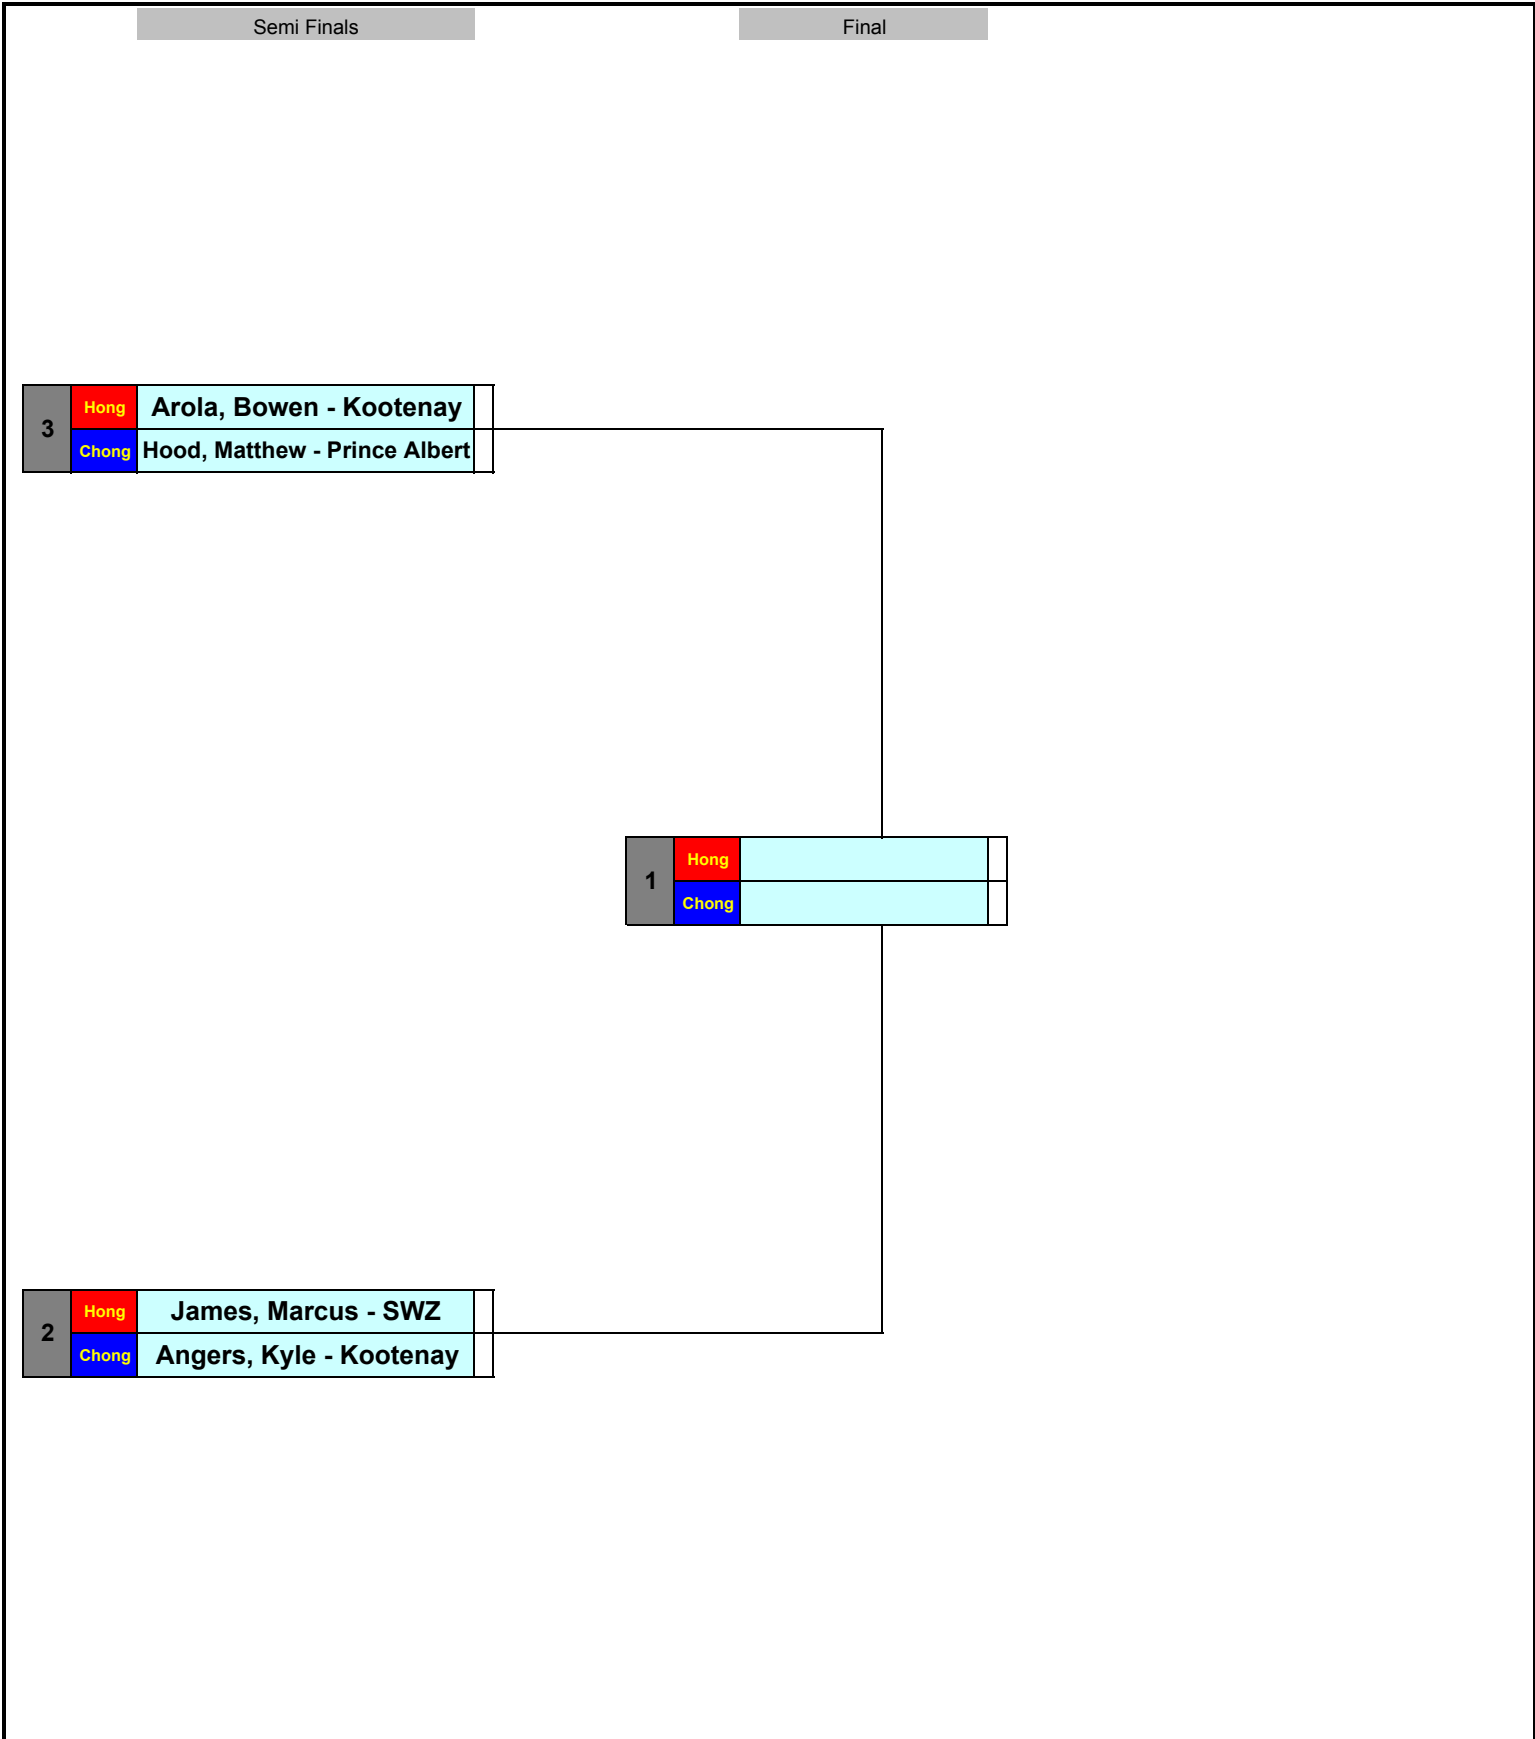 Semi Finals
Final
3
Hong
Arola, Bowen - Kootenay
Chong
Hood, Matthew - Prince Albert
1
Hong
Chong
2
Hong
James, Marcus - SWZ
Chong
Angers, Kyle - Kootenay